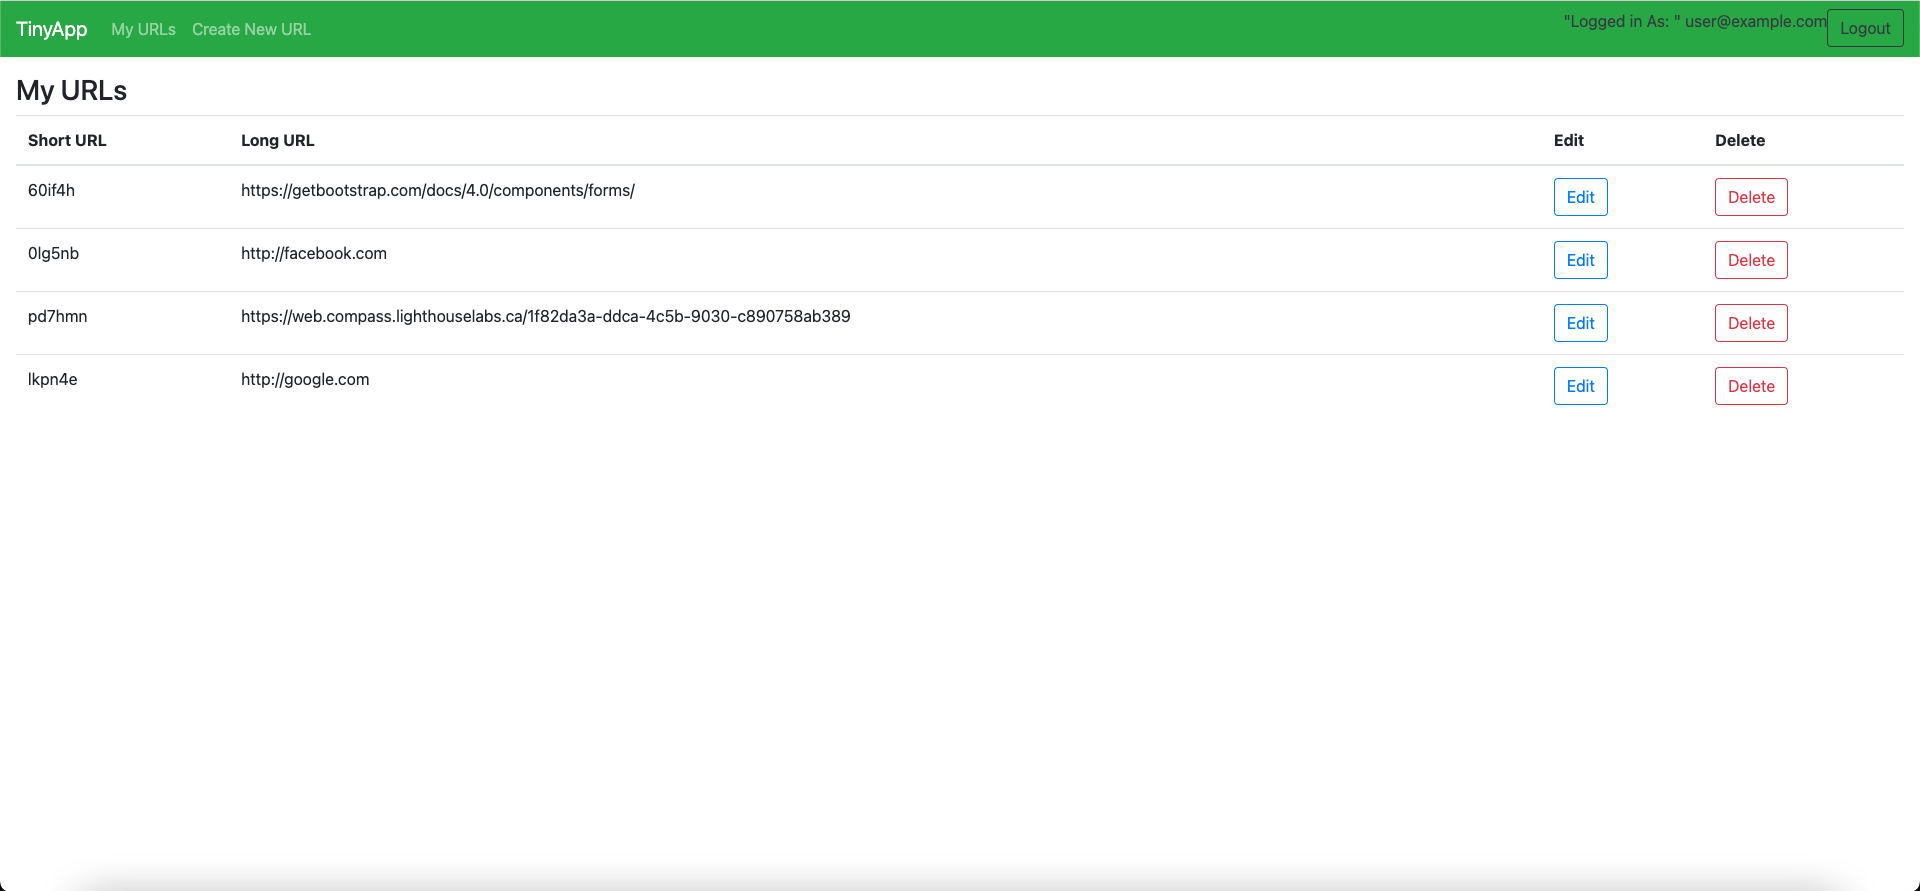 TinyApp My URLs Create New URL "Logged in As: " user@example.com Logout
My URLs
Short URL Long URL Edit Delete
60if4h https://getbootstrap.com/docs/4.0/components/forms/ Edit Delete
0lg5nb http://facebook.com Edit Delete
pd7hmn https://web.compass.lighthouselabs.ca/1f82da3a-ddca-4c5b-9030-c890758ab389 Edit Delete
lkpn4e http://google.com Edit Delete